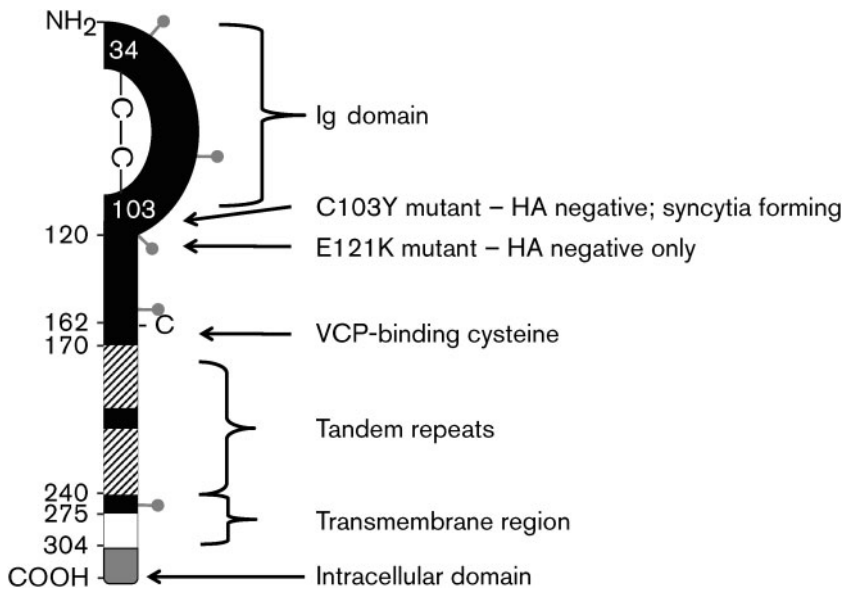 NH2
34
C
C
Ig domain
103
C103Y mutant – HA negative; syncytia forming
120
E121K mutant – HA negative only
162
- C
VCP-binding cysteine
170
Tandem repeats
240
275
Transmembrane region
304
COOH
Intracellular domain